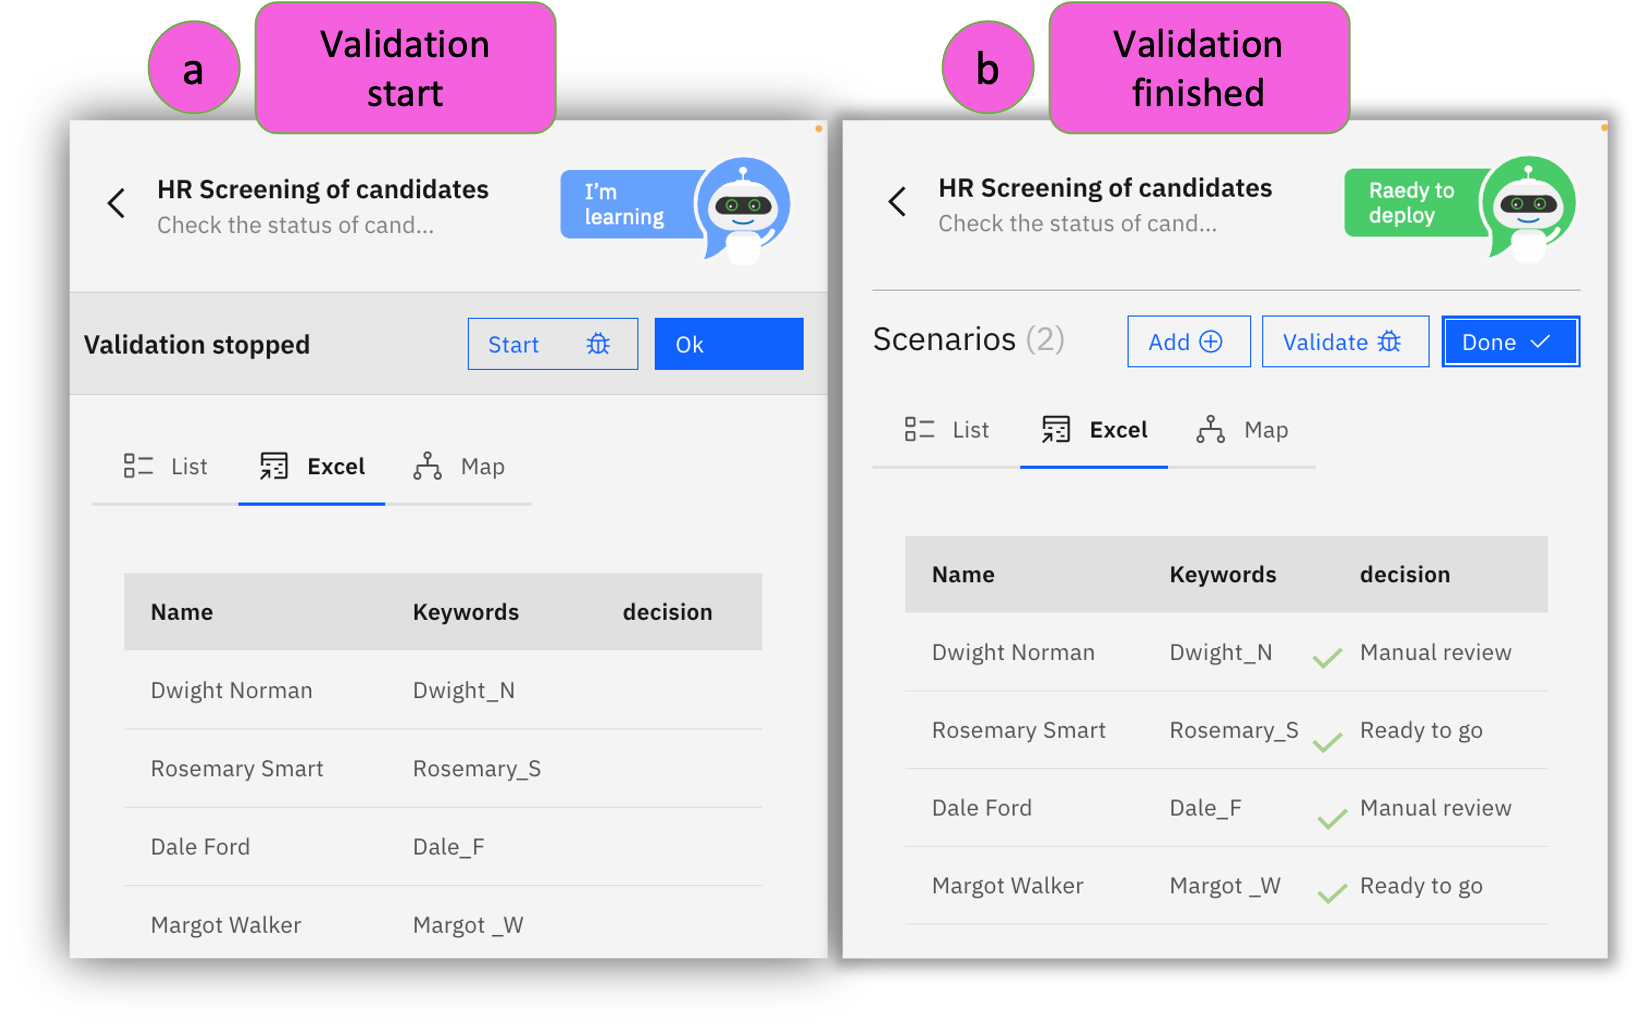 a
Validation
start
HR Screening of candidates
Check the status of cand...
I’m
learning
Validation stopped
Start
Ok
List
Excel
Map
Name Keywords decision
Dwight Norman Dwight_N
Rosemary Smart Rosemary_S
Dale Ford Dale_F
Margot Walker Margot _W
b
Validation
finished
HR Screening of candidates
Check the status of cand...
Raedy to
deploy
Scenarios (2)
Add
Validate
Done
List
Excel
Map
Name Keywords decision
Dwight Norman Dwight_N Manual review
Rosemary Smart Rosemary_S Ready to go
Dale Ford Dale_F Manual review
Margot Walker Margot _W Ready to go